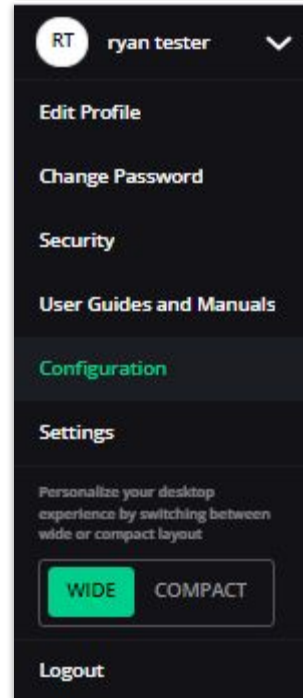 RT ryan tester
Edit Profile
Change Password
Security
User Guides and Manuals
Configuration
Settings
Personalize your desktop
experience by switching between
wide or compact layout
WIDE COMPACT
Logout